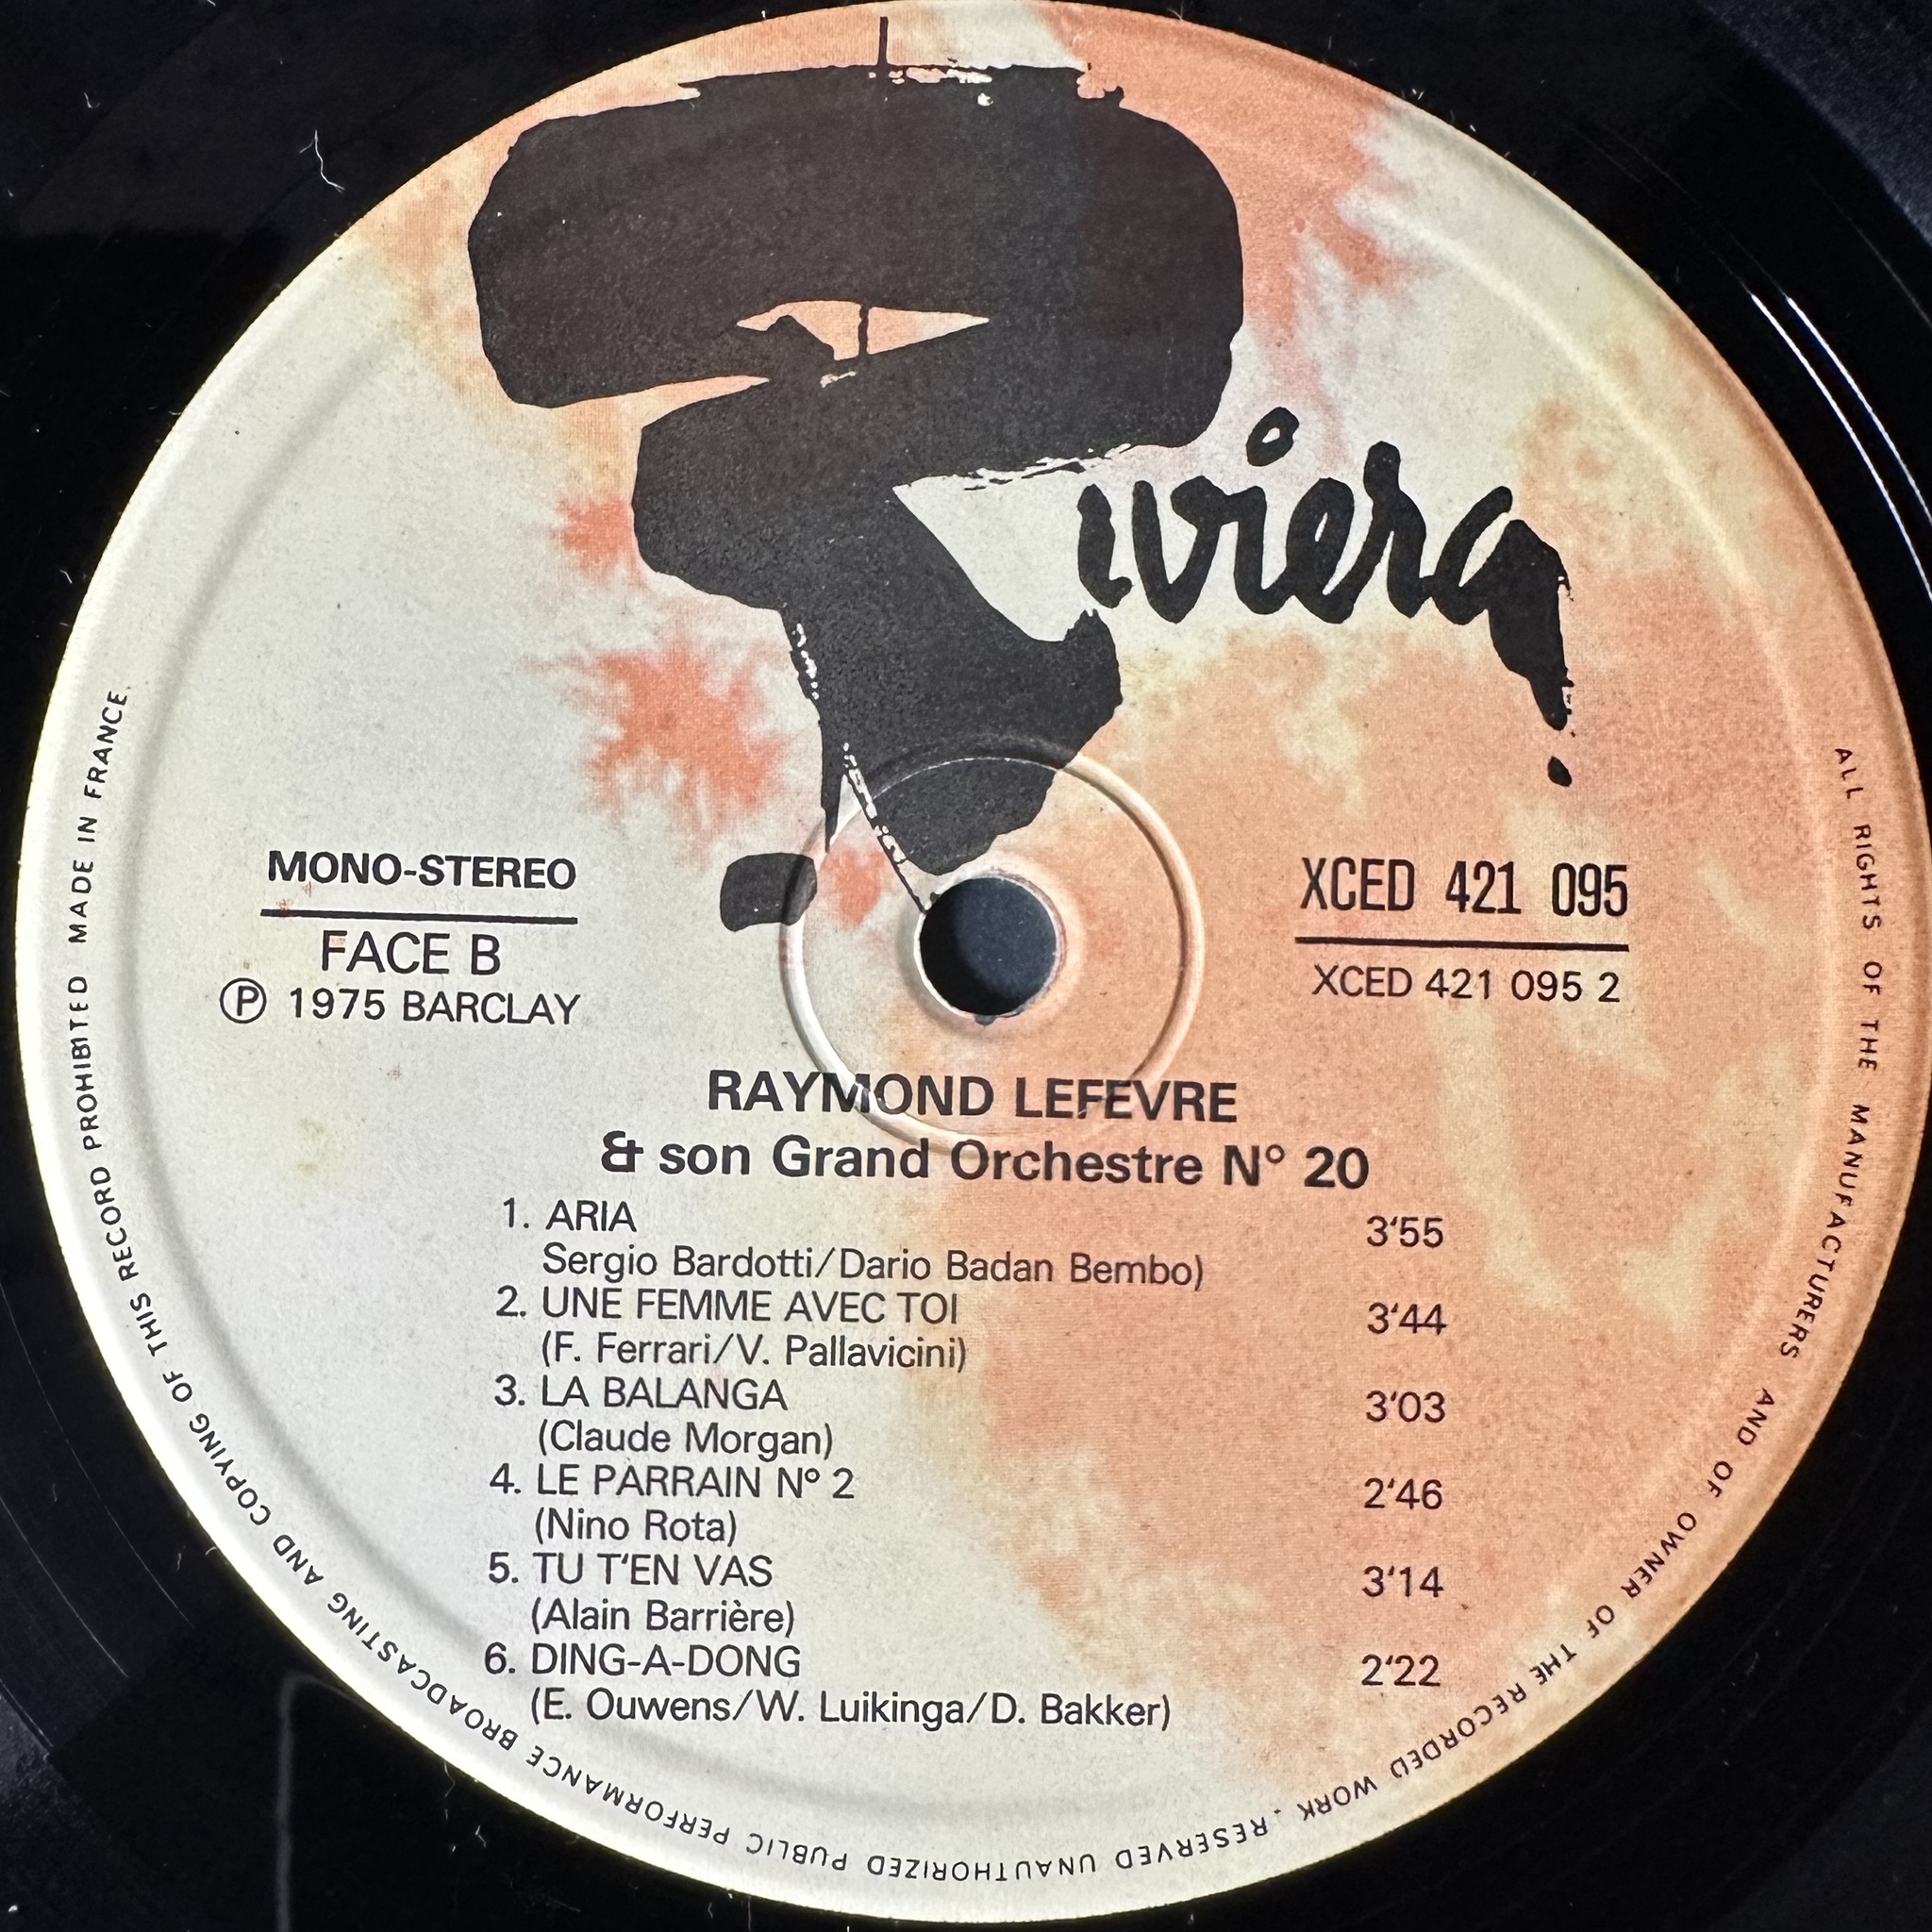 Riviera
MONO-STEREO
FACE B
Ⓟ 1975 BARCLAY
XCED 421 095
XCED 421 095 2
RAYMOND LEFEVRE
& son Grand Orchestre N° 20
1. ARIA 3'55
Sergio Bardotti/Dario Badan Bembo)
2. UNE FEMME AVEC TOI 3'44
(F. Ferrari/V. Pallavicini)
3. LA BALANGA 3'03
(Claude Morgan)
4. LE PARRAIN N° 2 2'46
(Nino Rota)
5. TU T'EN VAS 3'14
(Alain Barrière)
6. DING-A-DONG 2'22
(E. Ouwens/W. Luikinga/D. Bakker)
ALL RIGHTS OF THE MANUFACTURERS AND OF OWNER OF THE RECORDED WORK. RESERVED UNAUTHORIZED PUBLIC PERFORMANCE BROADCASTING AND COPYING OF THIS RECORD PROHIBITED MADE IN FRANCE.